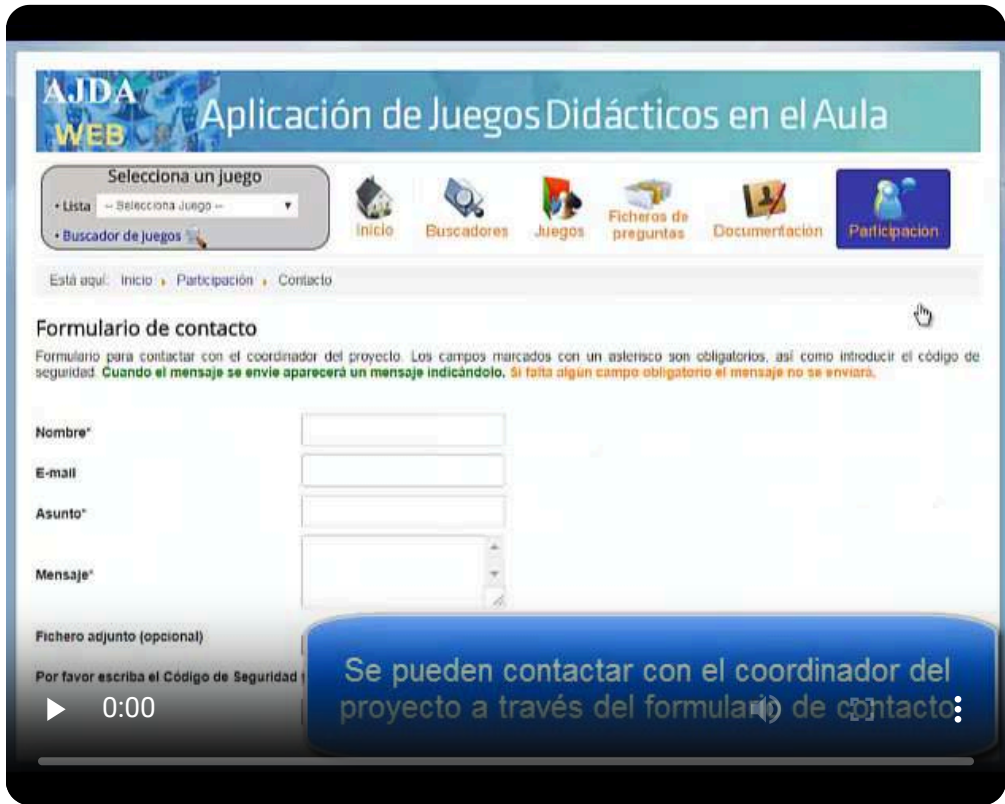 AJDA
WEB
Aplicación de Juegos Didácticos en el Aula
Selecciona un juego
• Lista -- Selecciona Juego --
• Buscador de juegos
Inicio
Buscadores
Juegos
Ficheros de
preguntas
Documentación
Participación
Está aquí: Inicio Participación Contacto
Formulario de contacto
Formulario para contactar con el coordinador del proyecto. Los campos marcados con un asterisco son obligatorios, así como introducir el código de
seguridad. Cuando el mensaje se envie aparecerá un mensaje indicándolo. Si falta algún campo obligatorio el mensaje no se enviará.
Nombre*
E-mail
Asunto*
Mensaje*
Fichero adjunto (opcional)
Por favor escriba el Código de Seguridad
Se pueden contactar con el coordinador del
proyecto a través del formulario de contacto
0:00